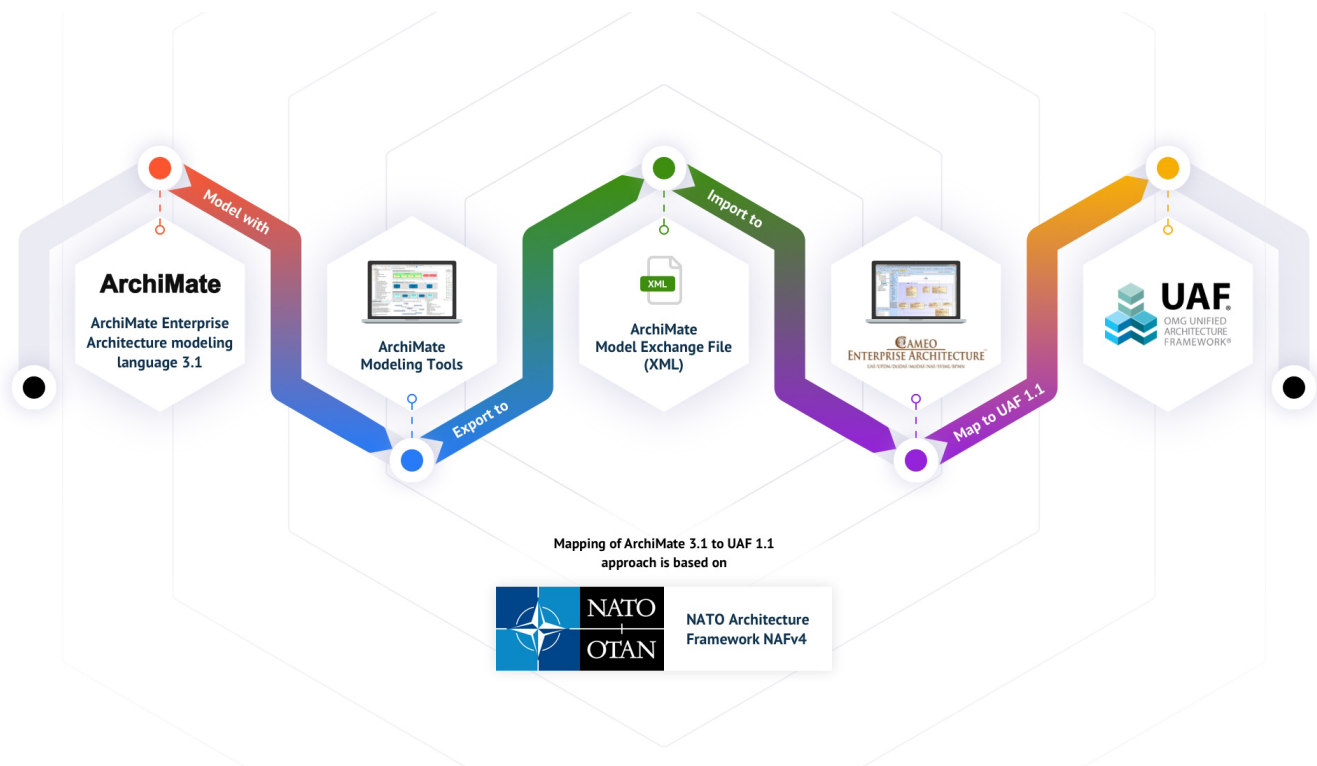 Model with
ArchiMate
ArchiMate Enterprise
Architecture modeling
language 3.1
ArchiMate
Modeling Tools
Export to
XML
ArchiMate
Model Exchange File
(XML)
Import to
CAMEO
ENTERPRISE ARCHITECTURE™
Map to UAF 1.1
UAF®
OMG UNIFIED
ARCHITECTURE
FRAMEWORK®
Mapping of ArchiMate 3.1 to UAF 1.1
approach is based on
NATO
OTAN
NATO Architecture
Framework NAFv4